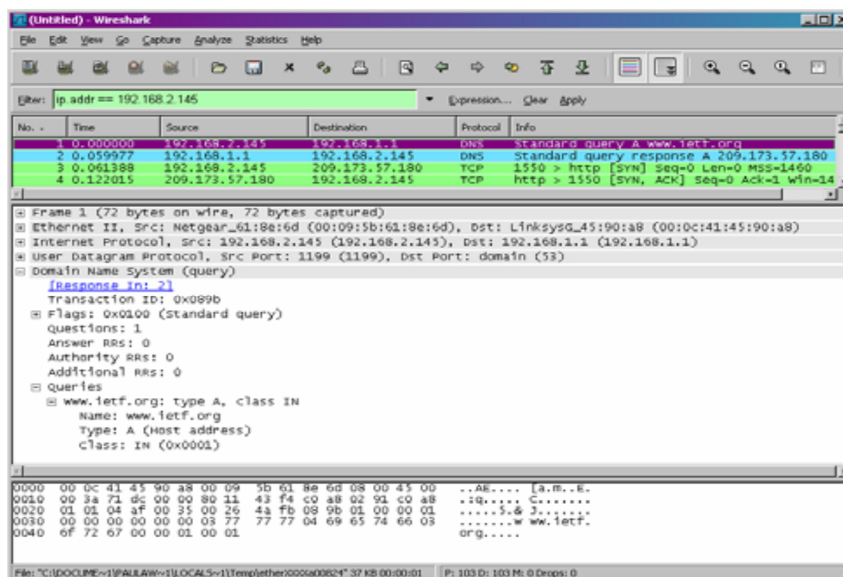 (Untitled) - Wireshark
File Edit View Go Capture Analyze Statistics Help
Filter: ip.addr == 192.168.2.145 Expression... Clear Apply
No. . Time Source Destination Protocol Info
1 0.000000 192.168.2.145 192.168.1.1 DNS Standard query A www.ietf.org
2 0.059977 192.168.1.1 192.168.2.145 DNS Standard query response A 209.173.57.180
3 0.061388 192.168.2.145 209.173.57.180 TCP 1550 > http [SYN] Seq=0 Len=0 MSS=1460
4 0.122015 209.173.57.180 192.168.2.145 TCP http > 1550 [SYN, ACK] Seq=0 Ack=1 Win=14
Frame 1 (72 bytes on wire, 72 bytes captured)
Ethernet II, Src: Netgear_61:8e:6d (00:09:5b:61:8e:6d), Dst: LinksysG_45:90:a8 (00:0c:41:45:90:a8)
Internet Protocol, Src: 192.168.2.145 (192.168.2.145), Dst: 192.168.1.1 (192.168.1.1)
User Datagram Protocol, Src Port: 1199 (1199), Dst Port: domain (53)
Domain Name System (query)
[Response In: 2]
Transaction ID: 0x089b
Flags: 0x0100 (Standard query)
Questions: 1
Answer RRs: 0
Authority RRs: 0
Additional RRs: 0
Queries
www.ietf.org: type A, class IN
Name: www.ietf.org
Type: A (Host address)
Class: IN (0x0001)
0000 00 0c 41 45 90 a8 00 09 5b 61 8e 6d 08 00 45 00 ..AE.... [a.m..E.
0010 00 3a 71 dc 00 00 80 11 43 f4 c0 a8 02 91 c0 a8 .:q..... C.......
0020 01 01 04 af 00 35 00 26 4a fb 08 9b 01 00 00 01 .....5.& J.......
0030 00 00 00 00 00 00 03 77 77 77 04 69 65 74 66 03 .......w ww.ietf.
0040 6f 72 67 00 00 01 00 01 org.....
File: "C:\DOCUME~1\PAULAW~1\LOCALS~1\Temp\etherXXXXa00824" 37 KB 00:00:01 P: 103 D: 103 M: 0 Drops: 0